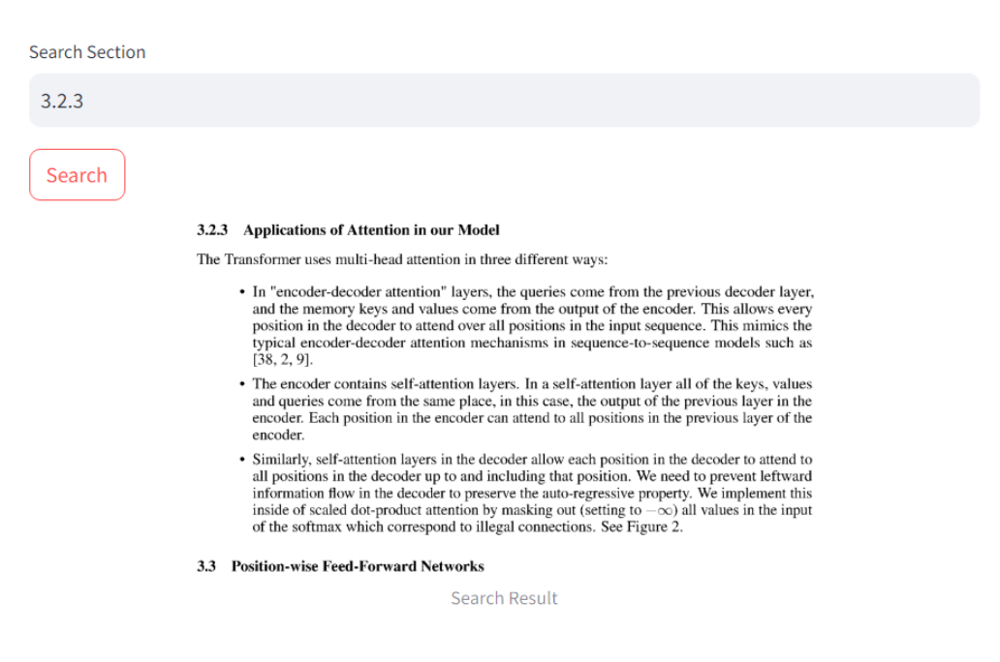 Search Section
3.2.3
Search
3.2.3 Applications of Attention in our Model
The Transformer uses multi-head attention in three different ways:
• In "encoder-decoder attention" layers, the queries come from the previous decoder layer,
and the memory keys and values come from the output of the encoder. This allows every
position in the decoder to attend over all positions in the input sequence. This mimics the
typical encoder-decoder attention mechanisms in sequence-to-sequence models such as
[38, 2, 9].
• The encoder contains self-attention layers. In a self-attention layer all of the keys, values
and queries come from the same place, in this case, the output of the previous layer in the
encoder. Each position in the encoder can attend to all positions in the previous layer of the
encoder.
• Similarly, self-attention layers in the decoder allow each position in the decoder to attend to
all positions in the decoder up to and including that position. We need to prevent leftward
information flow in the decoder to preserve the auto-regressive property. We implement this
inside of scaled dot-product attention by masking out (setting to −∞) all values in the input
of the softmax which correspond to illegal connections. See Figure 2.
3.3 Position-wise Feed-Forward Networks
Search Result